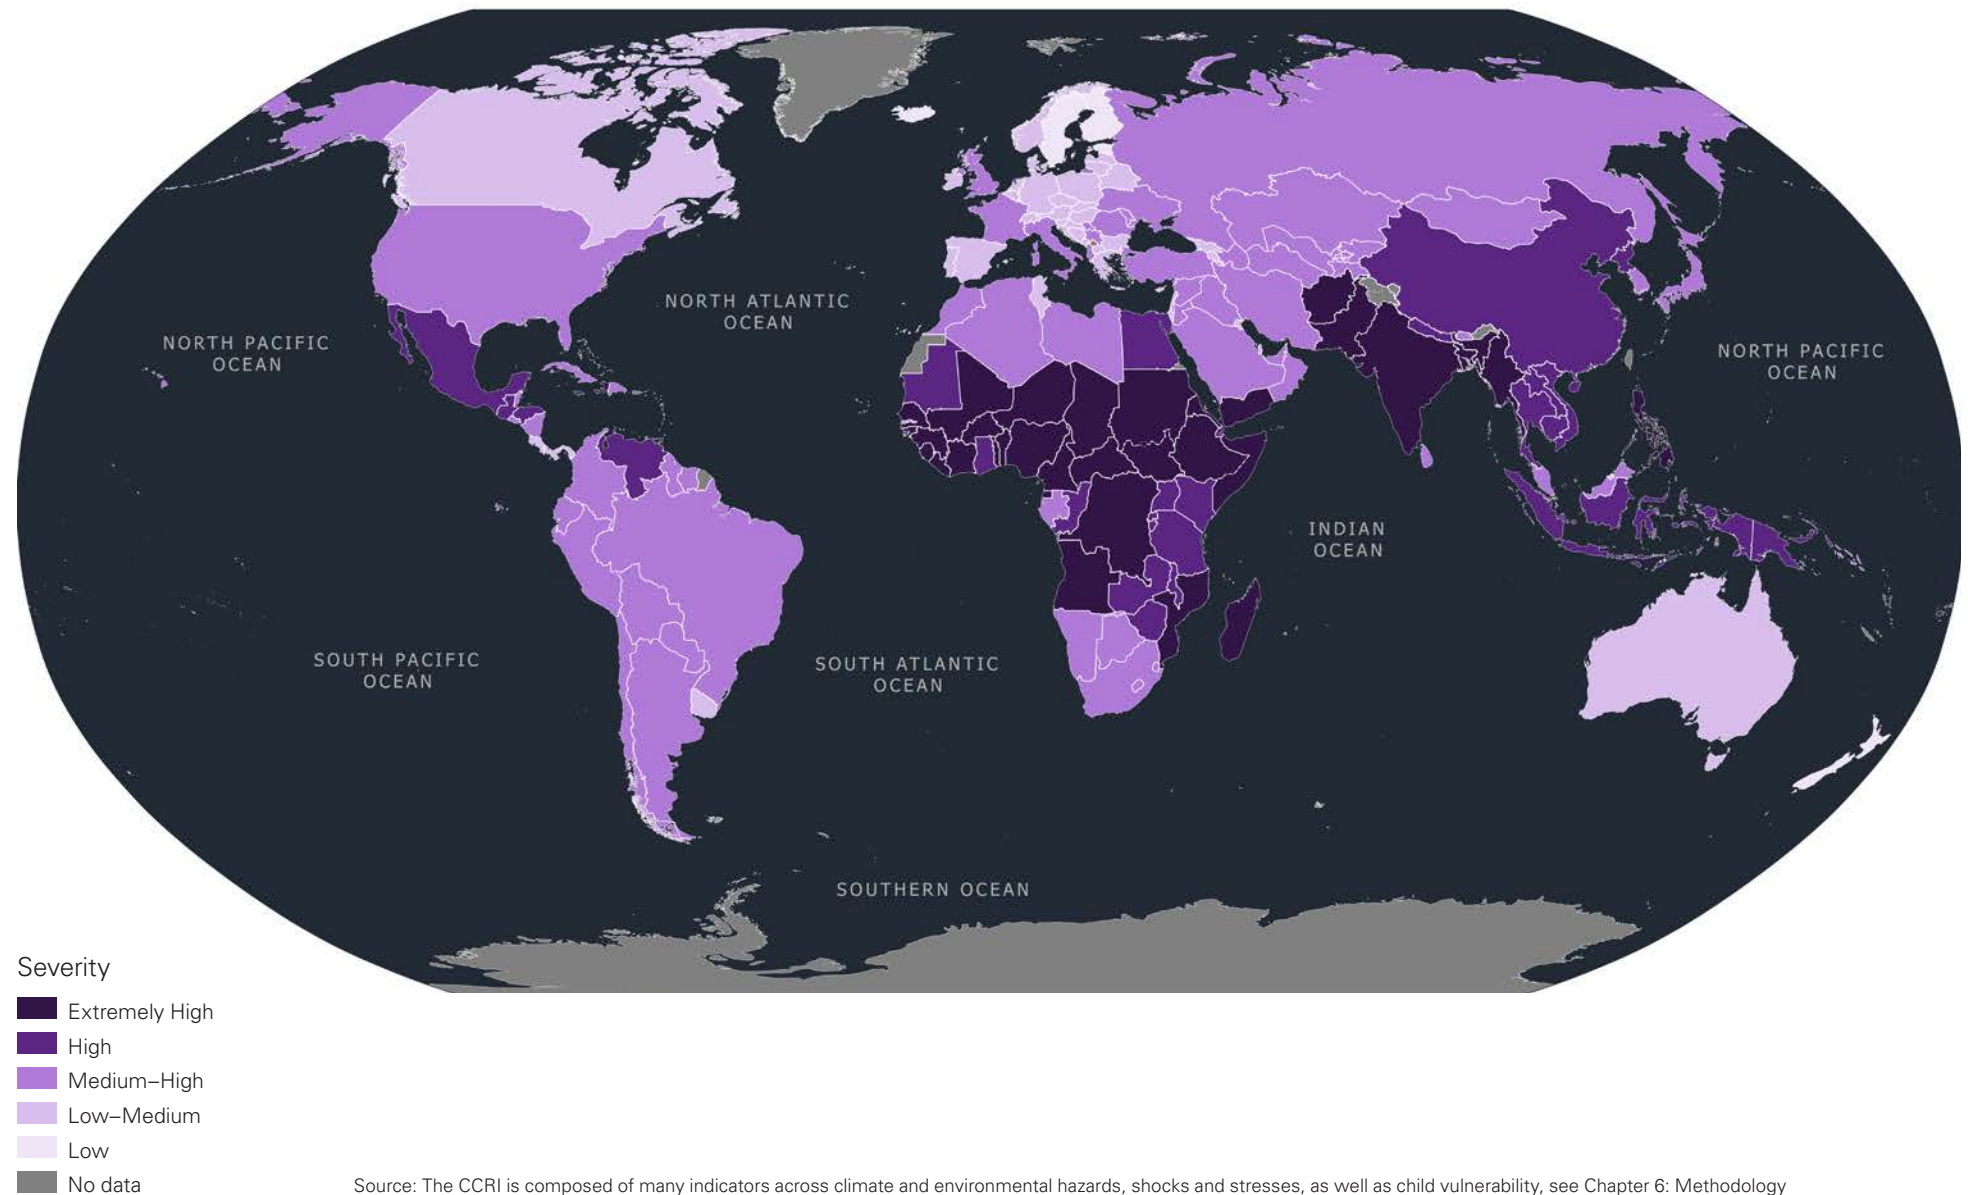 NORTH ATLANTIC
OCEAN
NORTH PACIFIC
OCEAN
NORTH PACIFIC
OCEAN
INDIAN
OCEAN
SOUTH PACIFIC
OCEAN
SOUTH ATLANTIC
OCEAN
SOUTHERN OCEAN
Severity
Extremely High
High
Medium–High
Low–Medium
Low
No data
Source: The CCRI is composed of many indicators across climate and environmental hazards, shocks and stresses, as well as child vulnerability, see Chapter 6: Methodology